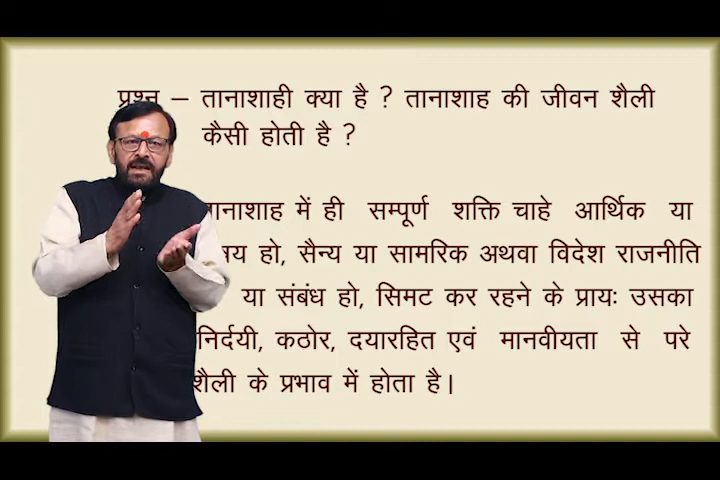 प्रश्न – तानाशाही क्या है ? तानाशाह की जीवन शैली
कैसी होती है ?
में ही सम्पूर्ण शक्ति चाहे आर्थिक या
हो, सैन्य या सामरिक अथवा विदेश राजनीति
या संबंध हो, सिमट कर रहने के प्रायः उसका
निर्दयी, कठोर, दयारहित एवं मानवीयता से परे
शैली के प्रभाव में होता है।